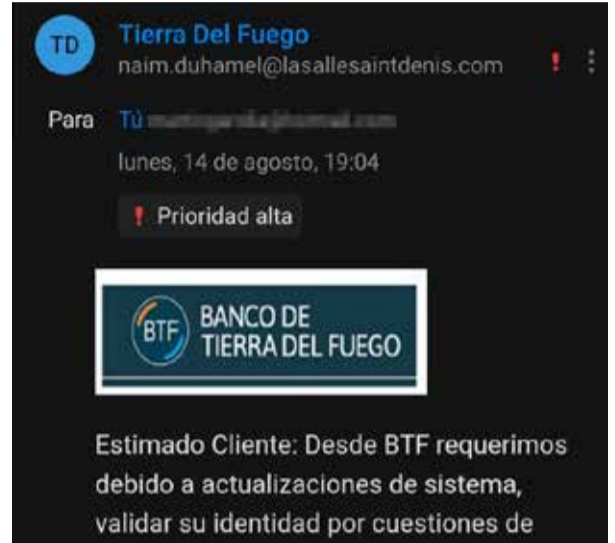 TD
Tierra Del Fuego
naim.duhamel@lasallesaintdenis.com
Para Tú
lunes, 14 de agosto, 19:04
! Prioridad alta
BTF BANCO DE
TIERRA DEL FUEGO
Estimado Cliente: Desde BTF requerimos
debido a actualizaciones de sistema,
validar su identidad por cuestiones de